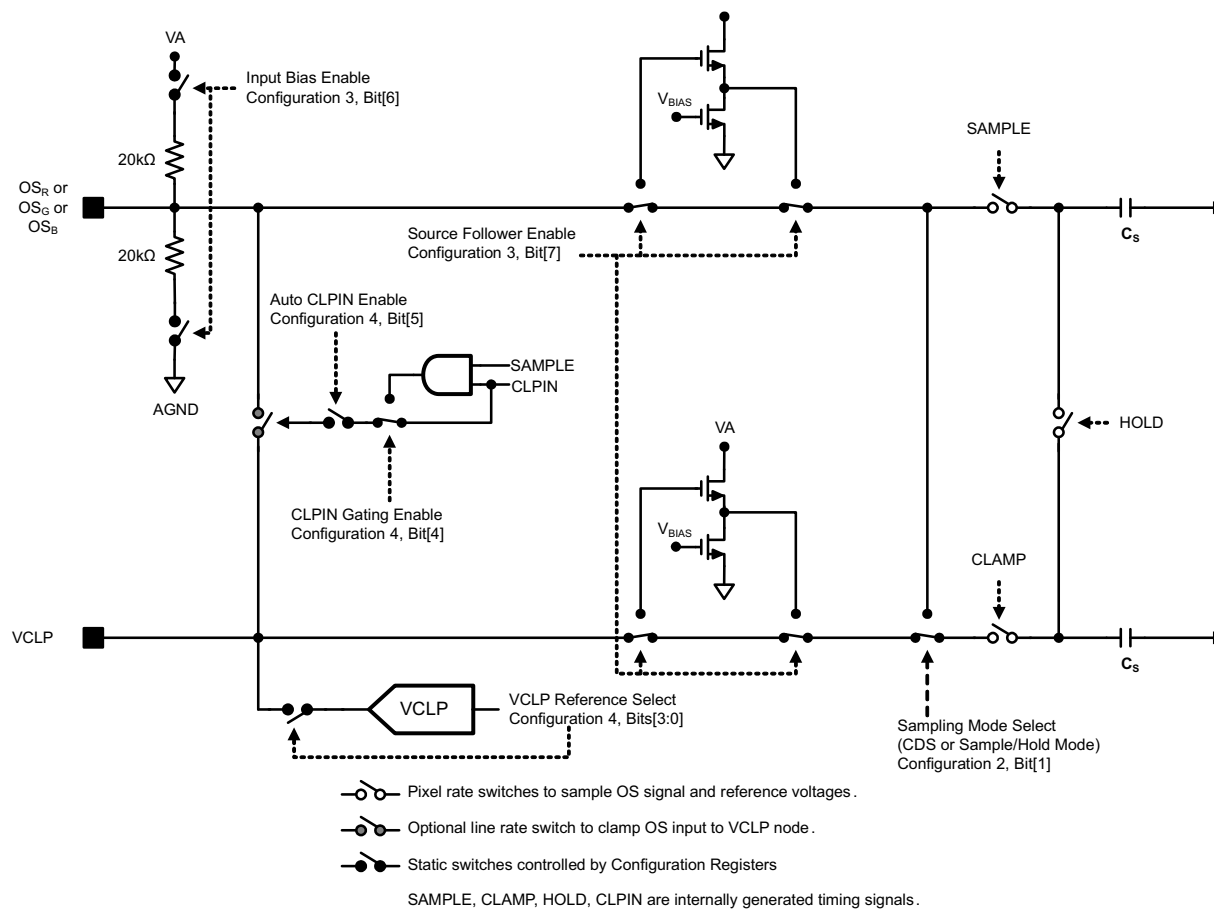 VA
Input Bias Enable
Configuration 3, Bit[6]
VBIAS
SAMPLE
20kΩ
OSR or
OSG or
OSB
CS
Source Follower Enable
Configuration 3, Bit[7]
20kΩ
Auto CLPIN Enable
Configuration 4, Bit[5]
SAMPLE
CLPIN
AGND
HOLD
VA
CLPIN Gating Enable
Configuration 4, Bit[4]
VBIAS
CLAMP
VCLP
CS
VCLP
VCLP Reference Select
Configuration 4, Bits[3:0]
Sampling Mode Select
(CDS or Sample/Hold Mode)
Configuration 2, Bit[1]
Pixel rate switches to sample OS signal and reference voltages.
Optional line rate switch to clamp OS input to VCLP node.
Static switches controlled by Configuration Registers
SAMPLE, CLAMP, HOLD, CLPIN are internally generated timing signals.